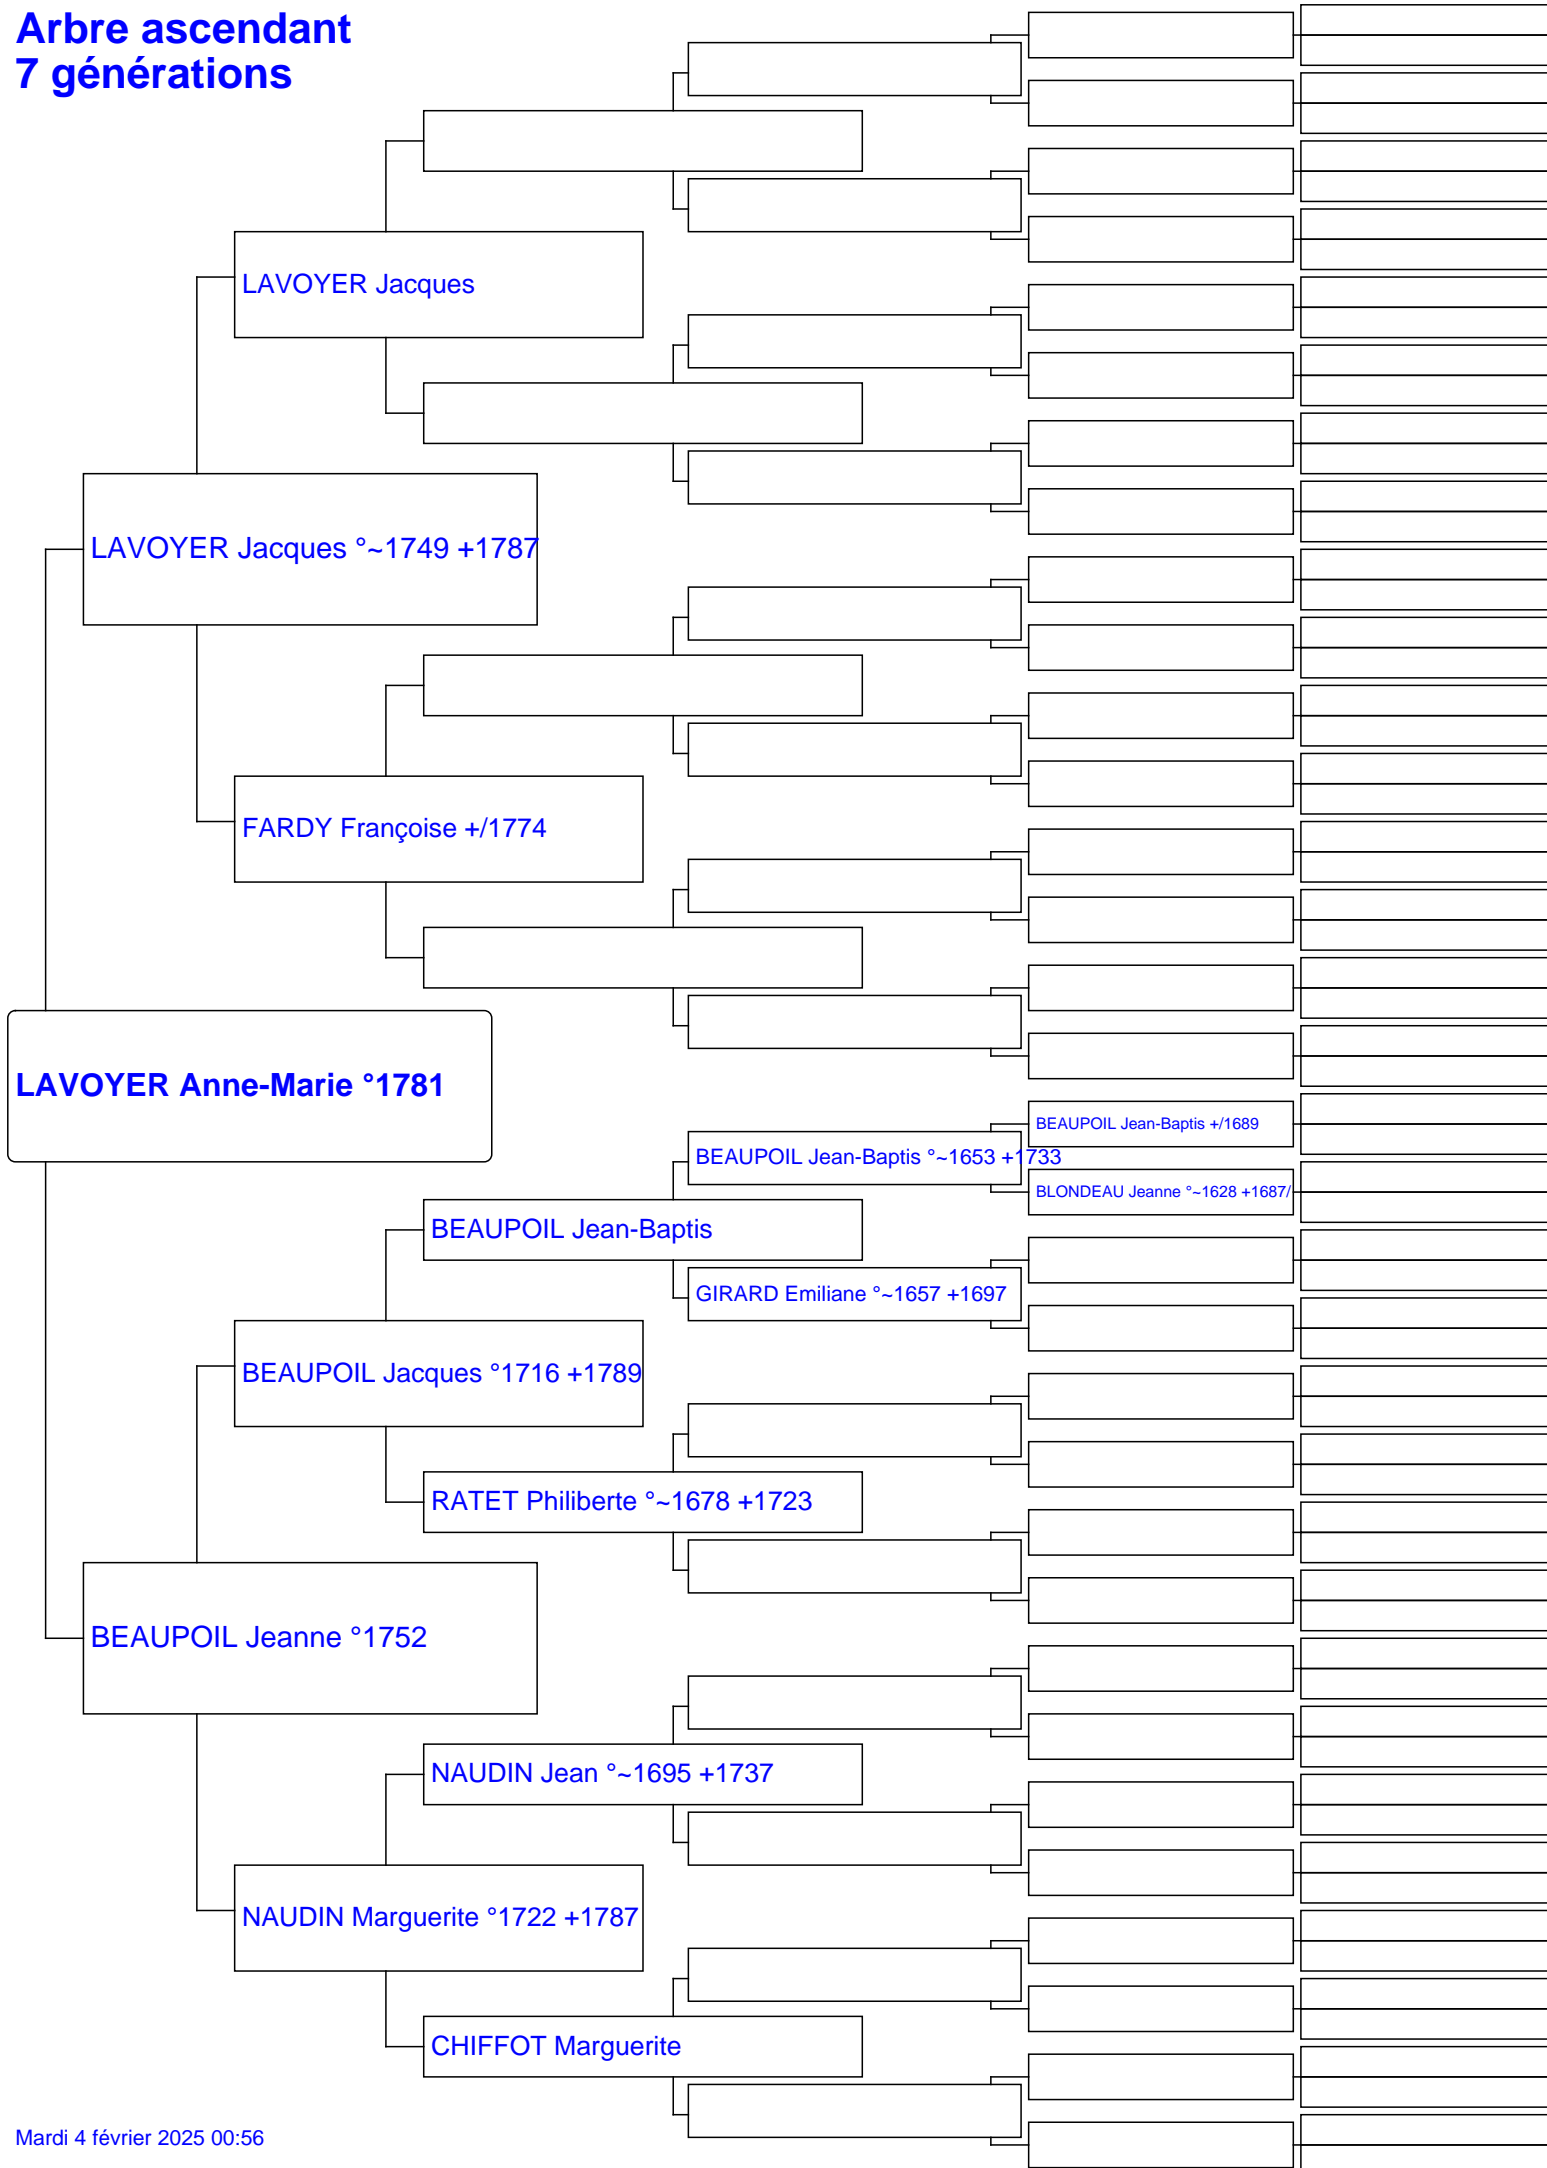 Arbre ascendant
7 générations
LAVOYER Jacques
LAVOYER Jacques °~1749 +1787
FARDY Françoise +/1774
LAVOYER Anne-Marie °1781
BEAUPOIL Jean-Baptis +/1689
BEAUPOIL Jean-Baptis °~1653 +1733
BLONDEAU Jeanne °~1628 +1687/
BEAUPOIL Jean-Baptis
GIRARD Emiliane °~1657 +1697
BEAUPOIL Jacques °1716 +1789
RATET Philiberte °~1678 +1723
BEAUPOIL Jeanne °1752
NAUDIN Jean °~1695 +1737
NAUDIN Marguerite °1722 +1787
CHIFFOT Marguerite
Mardi 4 février 2025 00:56